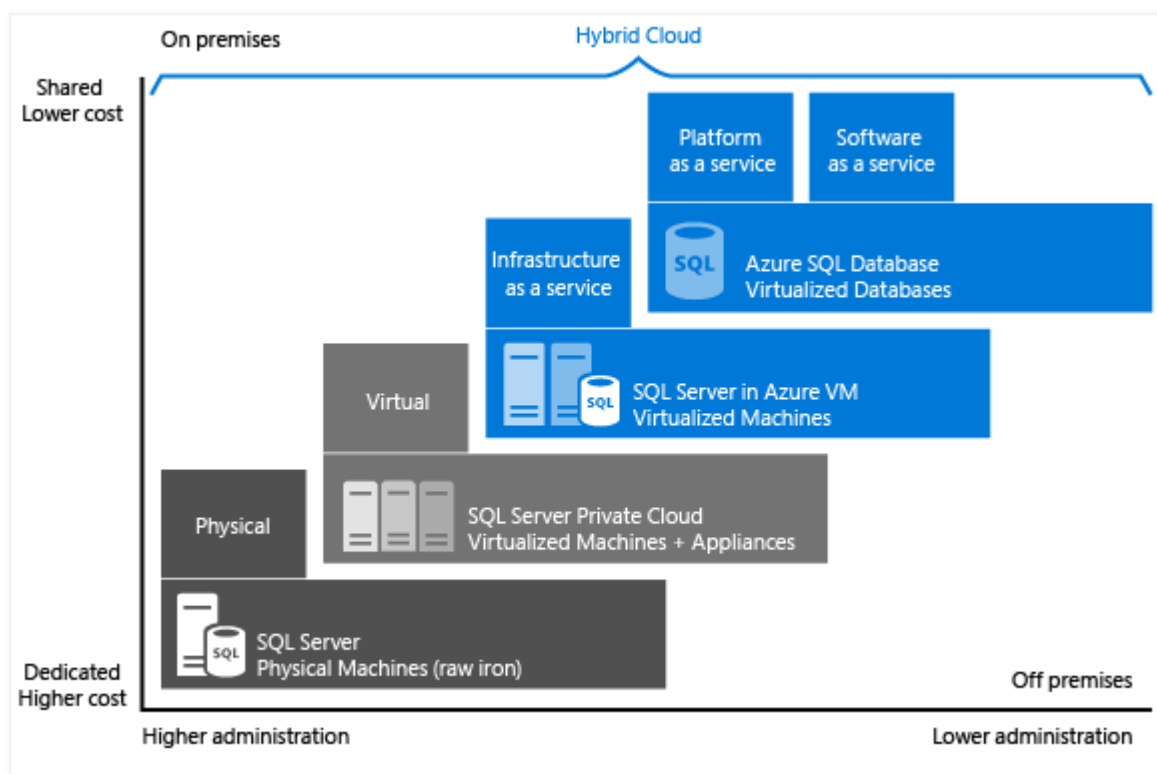 On premises
Hybrid Cloud
Shared
Lower cost
Platform
as a service
Software
as a service
Infrastructure
as a service
SQL
Azure SQL Database
Virtualized Databases
Virtual
SQL
SQL Server in Azure VM
Virtualized Machines
Physical
SQL Server Private Cloud
Virtualized Machines + Appliances
SQL
SQL Server
Physical Machines (raw iron)
Dedicated
Higher cost
Off premises
Higher administration
Lower administration